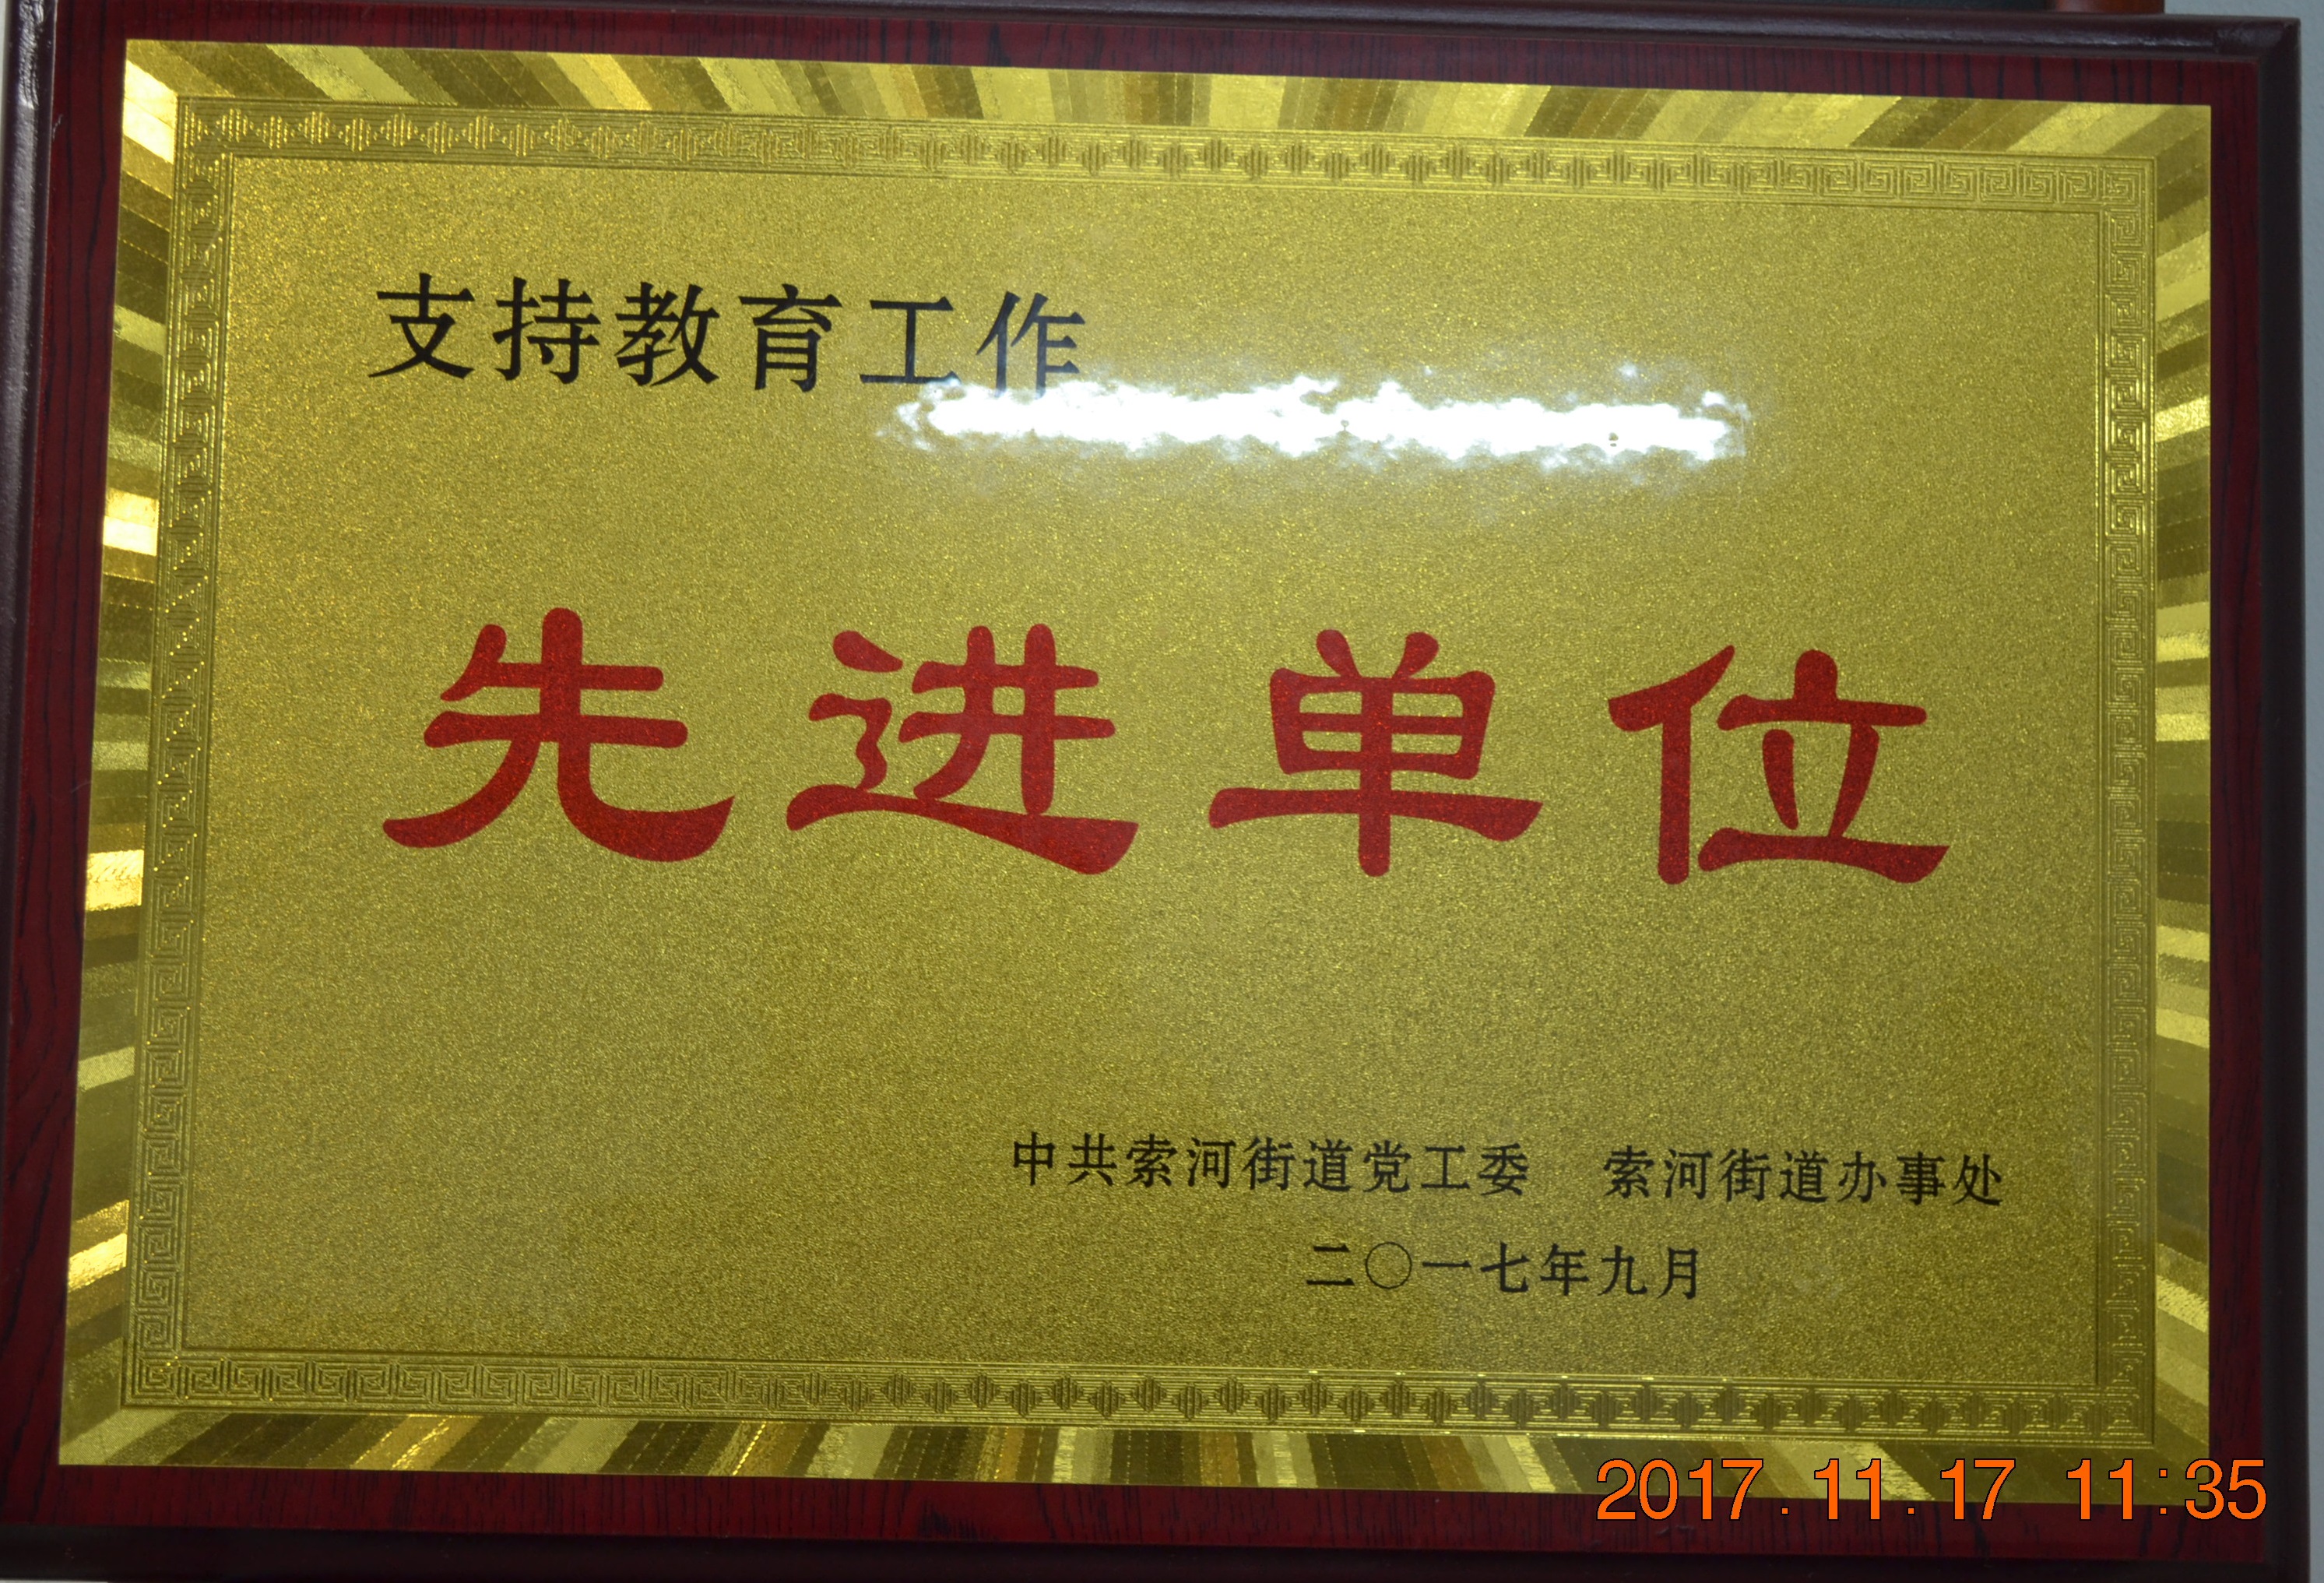 支持教育工作
先进单位
中共索河街道党工委 索河街道办事处
二〇一七年九月
2017.11.17 11:35